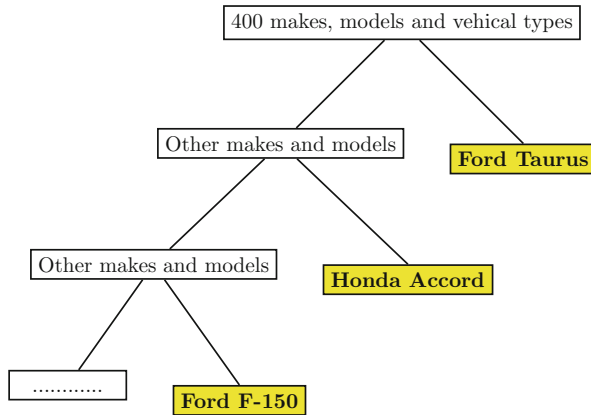 400 makes, models and vehical types
Other makes and models
Ford Taurus
Other makes and models
Honda Accord
............
Ford F-150